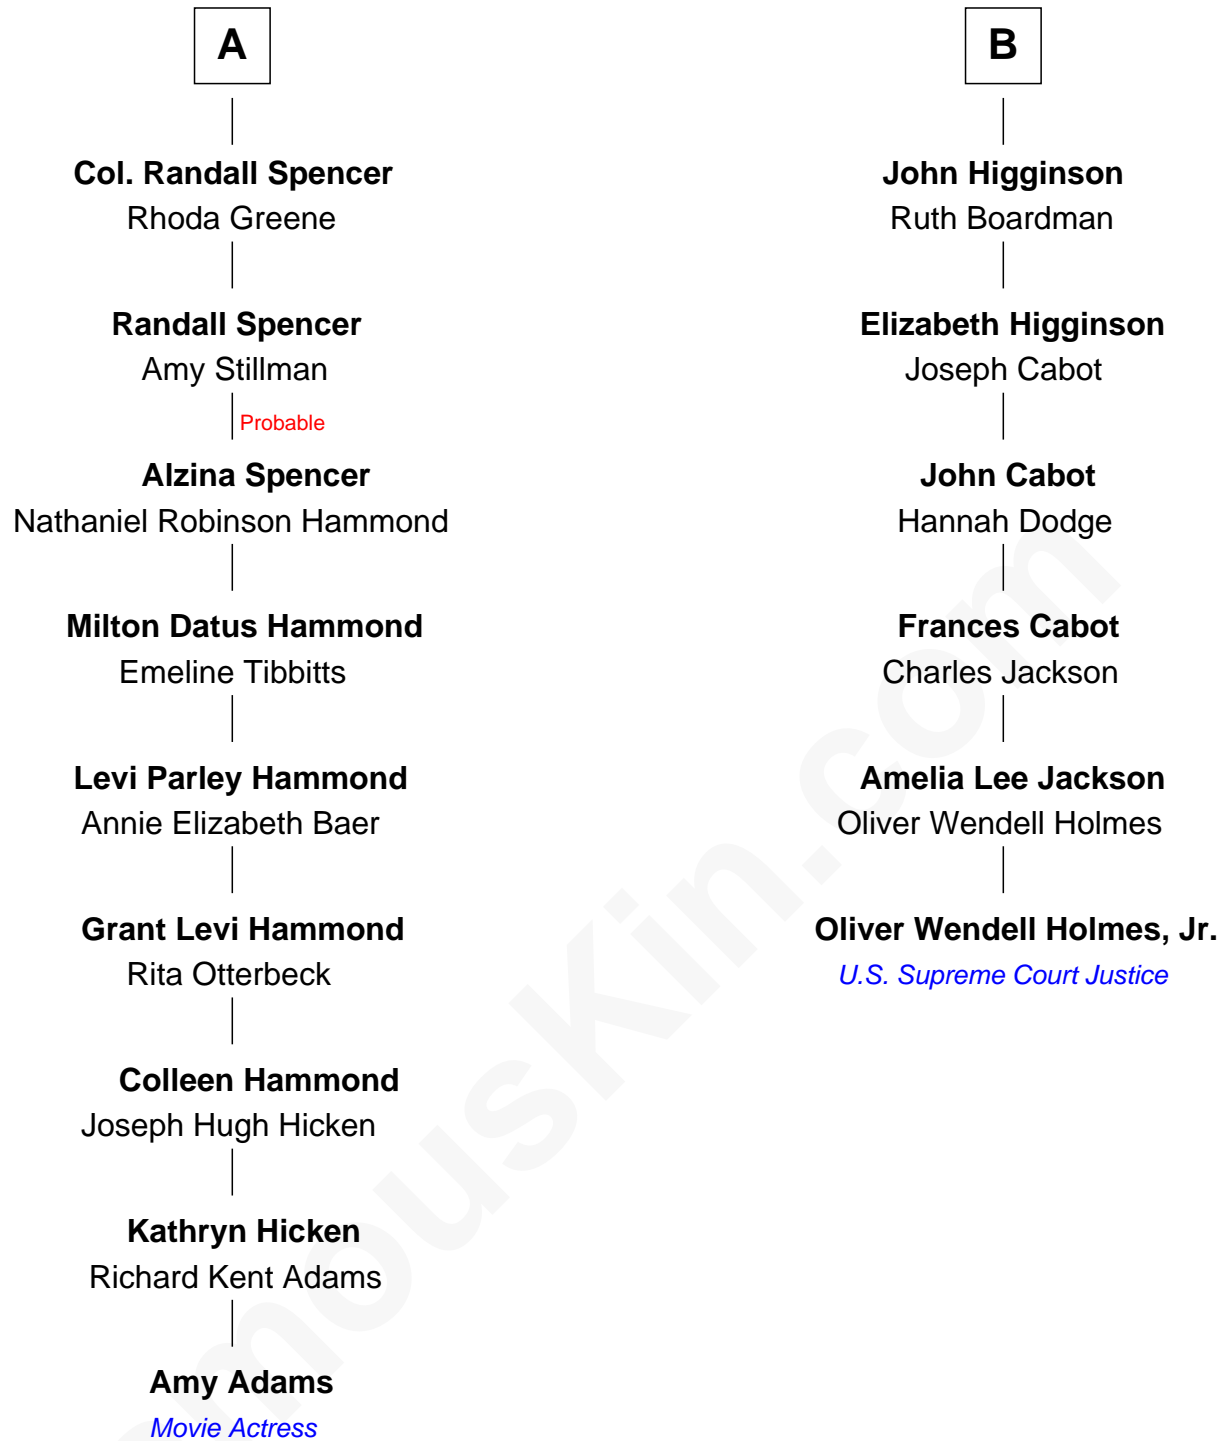 A
Col. Randall Spencer
Rhoda Greene
Randall Spencer
Amy Stillman
Probable
Alzina Spencer
Nathaniel Robinson Hammond
Milton Datus Hammond
Emeline Tibbitts
Levi Parley Hammond
Annie Elizabeth Baer
Grant Levi Hammond
Rita Otterbeck
Colleen Hammond
Joseph Hugh Hicken
Kathryn Hicken
Richard Kent Adams
Amy Adams
Movie Actress
B
John Higginson
Ruth Boardman
Elizabeth Higginson
Joseph Cabot
John Cabot
Hannah Dodge
Frances Cabot
Charles Jackson
Amelia Lee Jackson
Oliver Wendell Holmes
Oliver Wendell Holmes, Jr.
U.S. Supreme Court Justice
mousKin.com